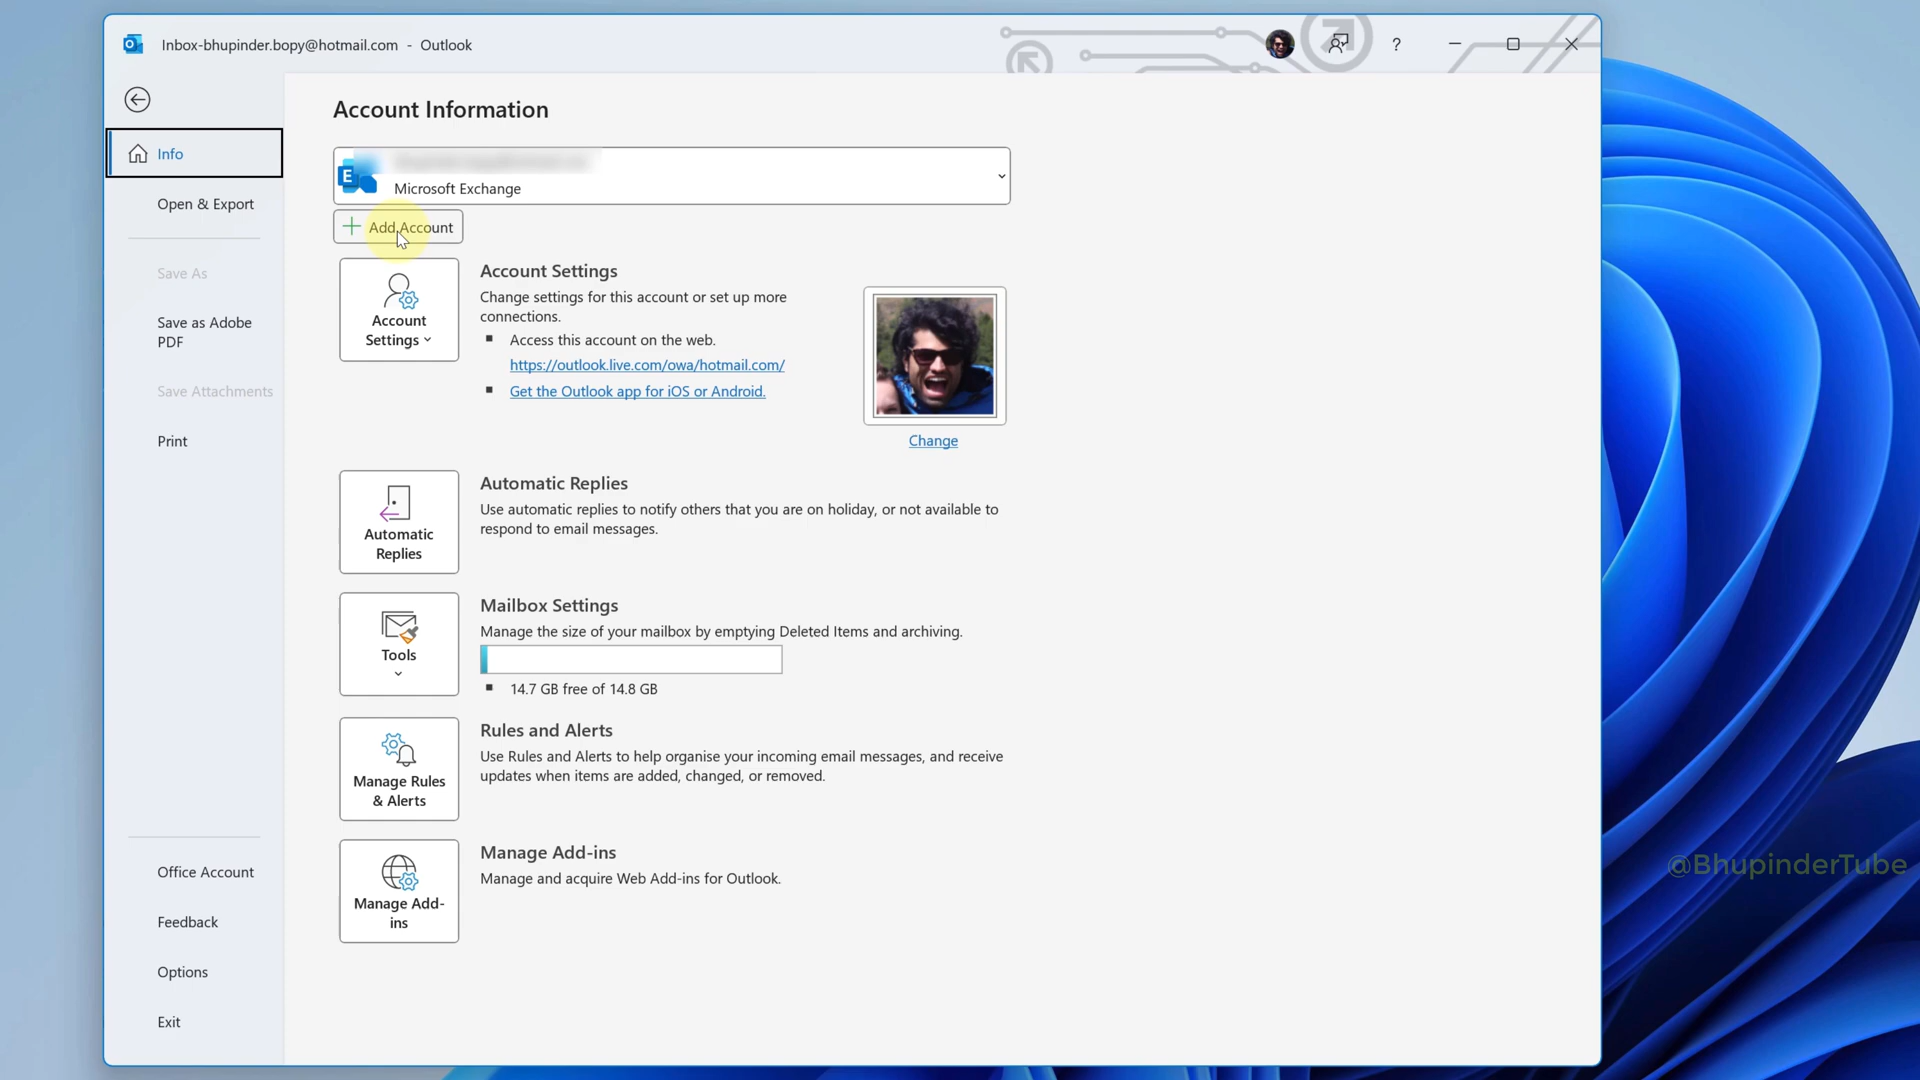 Inbox-bhupinder.bopy@hotmail.com - Outlook
?
Account Information
Info
Microsoft Exchange
Open & Export
Add Account
Save As
Save as Adobe
PDF
Save Attachments
Print
Account
Settings
Account Settings
Change settings for this account or set up more
connections.
Access this account on the web.
https://outlook.live.com/owa/hotmail.com/
Get the Outlook app for iOS or Android.
Change
Automatic
Replies
Automatic Replies
Use automatic replies to notify others that you are on holiday, or not available to
respond to email messages.
Tools
Mailbox Settings
Manage the size of your mailbox by emptying Deleted Items and archiving.
14.7 GB free of 14.8 GB
Manage Rules
& Alerts
Rules and Alerts
Use Rules and Alerts to help organise your incoming email messages, and receive
updates when items are added, changed, or removed.
Manage Add-
ins
Manage Add-ins
Manage and acquire Web Add-ins for Outlook.
Office Account
Feedback
Options
Exit
@BhupinderTube